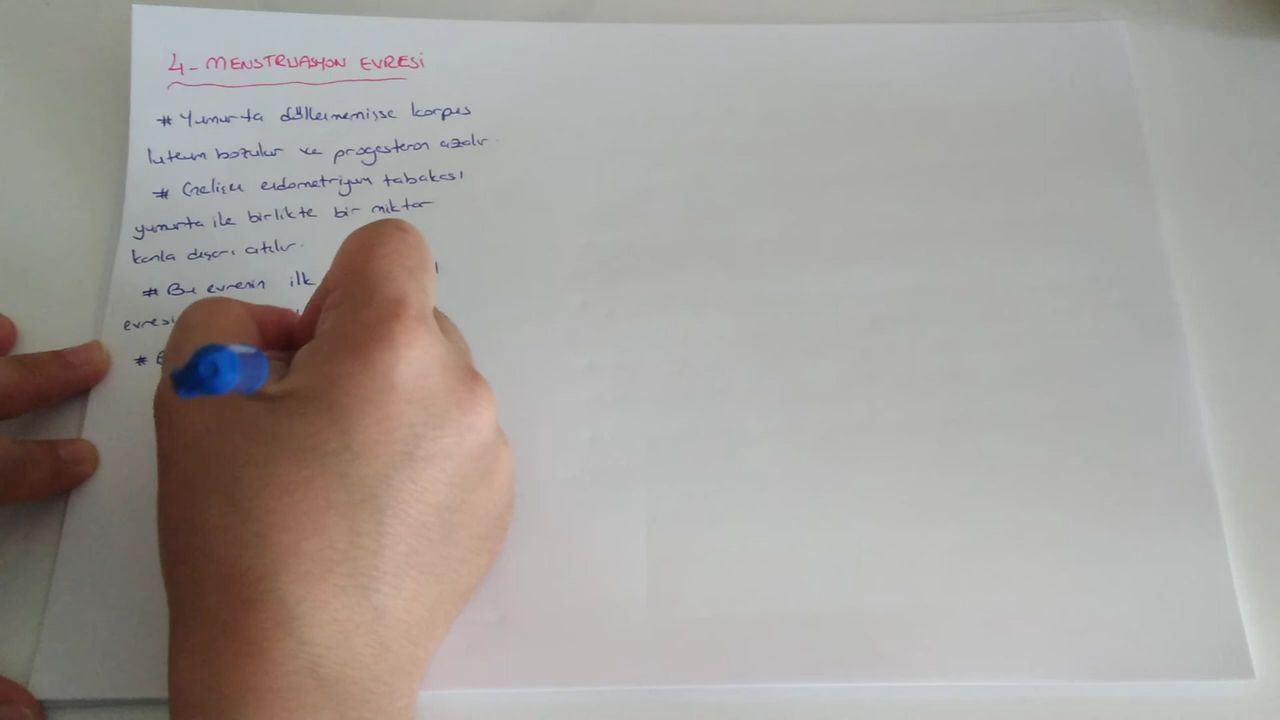 4- MENSTRUASYON EVRESİ
# Yumurta döllenmemişse korpus
luteum bozulur ve progesteron azalır.
# Gelişen endometriyum tabakası
yumurta ile birlikte bir miktar
kanla dışarı atılır.
# Bu evrenin ilk
#